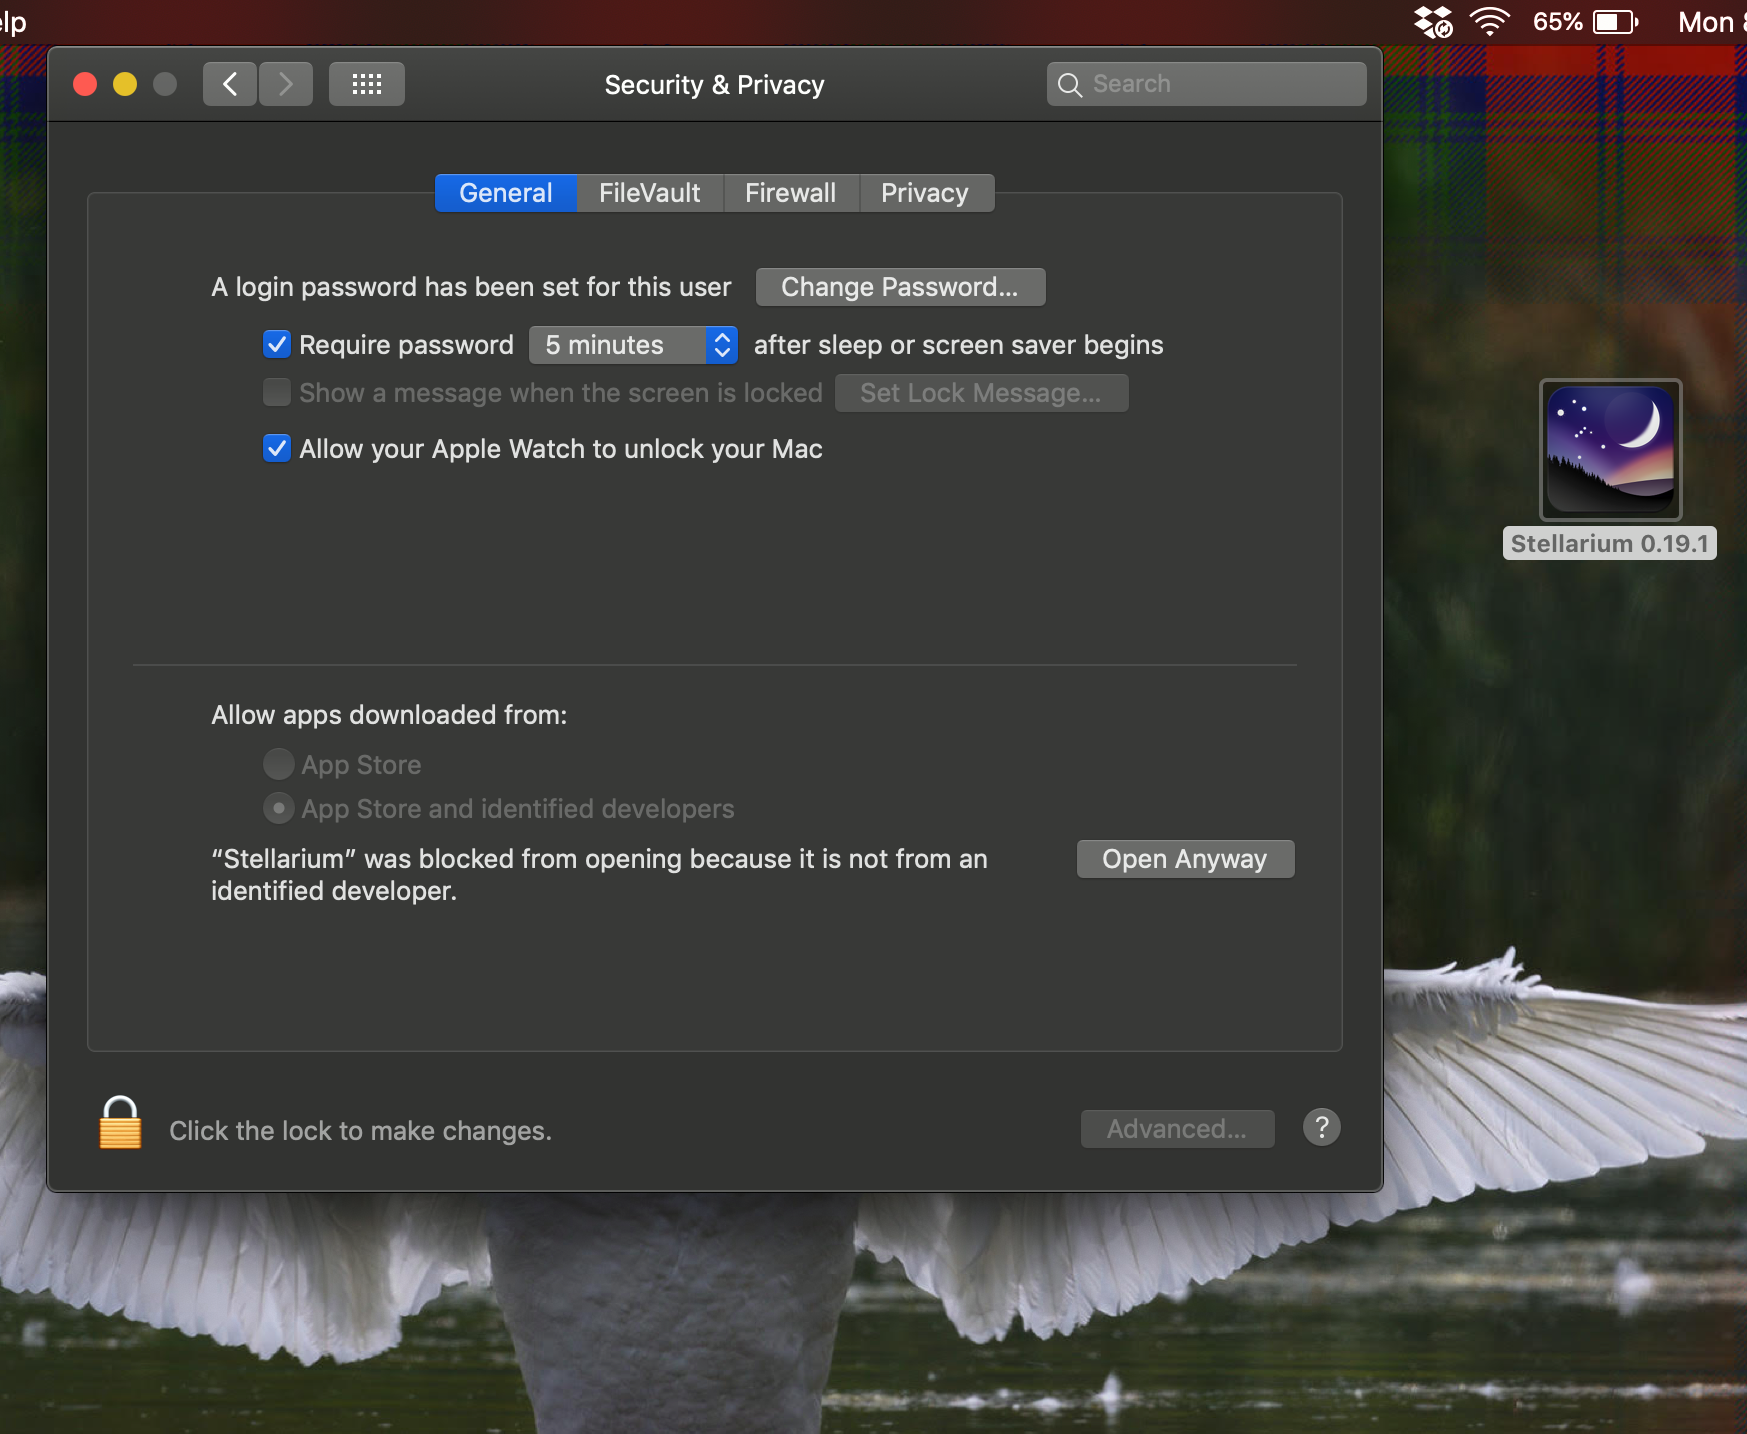 elp
65%
Mon 8
Security & Privacy
Search
General
FileVault
Firewall
Privacy
A login password has been set for this user
Change Password...
Require password
5 minutes
after sleep or screen saver begins
Show a message when the screen is locked
Set Lock Message...
Allow your Apple Watch to unlock your Mac
Stellarium 0.19.1
Allow apps downloaded from:
App Store
App Store and identified developers
“Stellarium” was blocked from opening because it is not from an
identified developer.
Open Anyway
Click the lock to make changes.
Advanced...
?